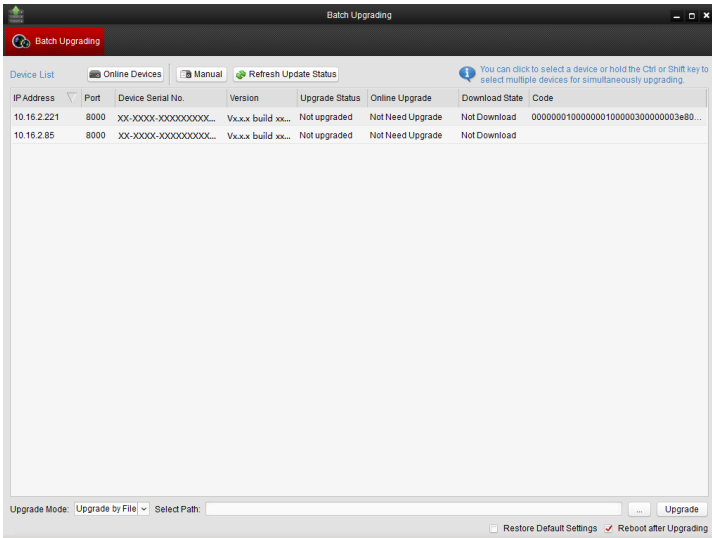 Batch Upgrading
Batch Upgrading
Device List Online Devices Manual Refresh Update Status
You can click to select a device or hold the Ctrl or Shift key to
select multiple devices for simultaneously upgrading.
IP Address Port Device Serial No. Version Upgrade Status Online Upgrade Download State Code
10.16.2.221 8000 XX-XXXX-XXXXXXXXX... Vx.x.x build xx... Not upgraded Not Need Upgrade Not Download 0000000100000001000003000000003e80...
10.16.2.85 8000 XX-XXXX-XXXXXXXXX... Vx.x.x build xx... Not upgraded Not Need Upgrade Not Download
Upgrade Mode: Upgrade by File Select Path: ... Upgrade
Restore Default Settings Reboot after Upgrading